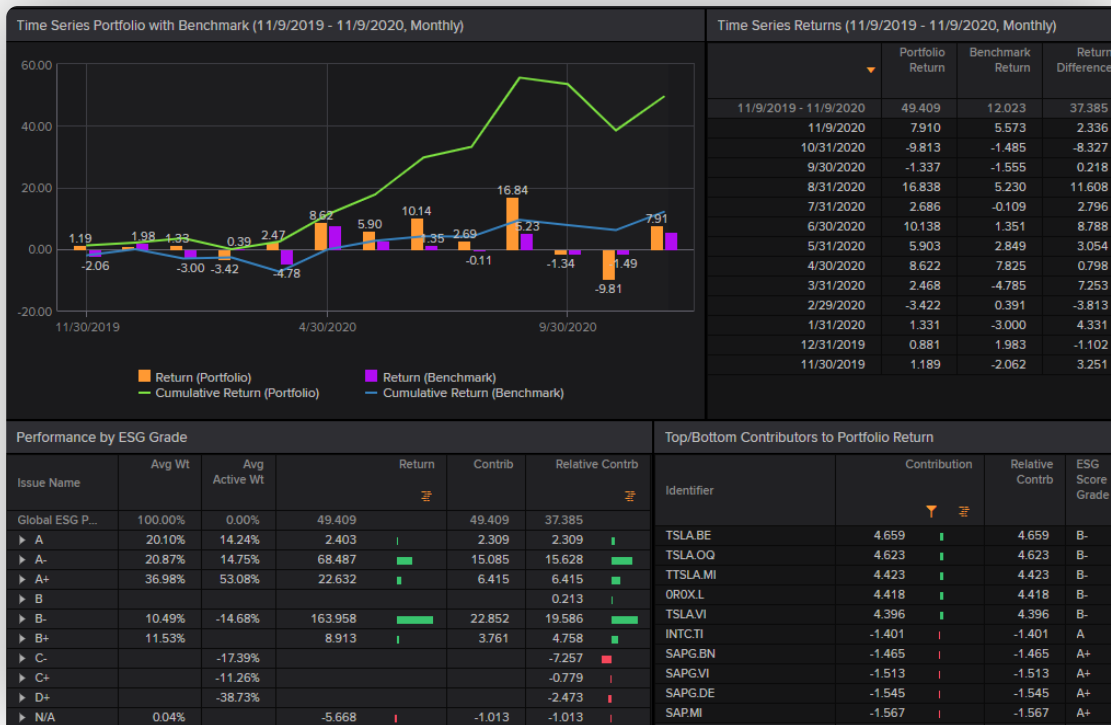 Time Series Portfolio with Benchmark (11/9/2019 - 11/9/2020, Monthly)
60.00
40.00
20.00
0.00
-20.00
1.19
-2.06
1.98
1.33
-3.00
-3.42
0.39
2.47
-4.78
8.62
5.90
10.14
1.35
2.69
-0.11
16.84
5.23
-1.34
-9.81
1.49
7.91
11/30/2019 4/30/2020 9/30/2020
Return (Portfolio) Return (Benchmark)
Cumulative Return (Portfolio) Cumulative Return (Benchmark)
Time Series Returns (11/9/2019 - 11/9/2020, Monthly)
Portfolio Benchmark Return
Return Return Difference
11/9/2019 - 11/9/2020 49.409 12.023 37.385
11/9/2020 7.910 5.573 2.336
10/31/2020 -9.813 -1.485 -8.327
9/30/2020 -1.337 -1.555 0.218
8/31/2020 16.838 5.230 11.608
7/31/2020 2.686 -0.109 2.796
6/30/2020 10.138 1.351 8.788
5/31/2020 5.903 2.849 3.054
4/30/2020 8.622 7.825 0.798
3/31/2020 2.468 -4.785 7.253
2/29/2020 -3.422 0.391 -3.813
1/31/2020 1.331 -3.000 4.331
12/31/2019 0.881 1.983 -1.102
11/30/2019 1.189 -2.062 3.251
Performance by ESG Grade
Issue Name Avg Wt Avg Active Wt Return Contrib Relative Contrb
Global ESG P... 100.00% 0.00% 49.409 49.409 37.385
A 20.10% 14.24% 2.403 2.309 2.309
A- 20.87% 14.75% 68.487 15.085 15.628
A+ 36.98% 53.08% 22.632 6.415 6.415
B 0.213
B- 10.49% -14.68% 163.958 22.852 19.586
B+ 11.53% 8.913 3.761 4.758
C- -17.39% -7.257
C+ -11.26% -0.779
D+ -38.73% -2.473
N/A 0.04% -5.668 -1.013 -1.013
Top/Bottom Contributors to Portfolio Return
Identifier Contribution Relative Contrb ESG Score Grade
TSLA.BE 4.659 4.659 B-
TSLA.OQ 4.623 4.623 B-
TTSLA.MI 4.423 4.423 B-
0R0X.L 4.418 4.418 B-
TSLA.VI 4.396 4.396 B-
INTC.TI -1.401 -1.401 A
SAPG.BN -1.465 -1.465 A+
SAPG.VI -1.513 -1.513 A+
SAPG.DE -1.545 -1.545 A+
SAP.MI -1.567 -1.567 A+